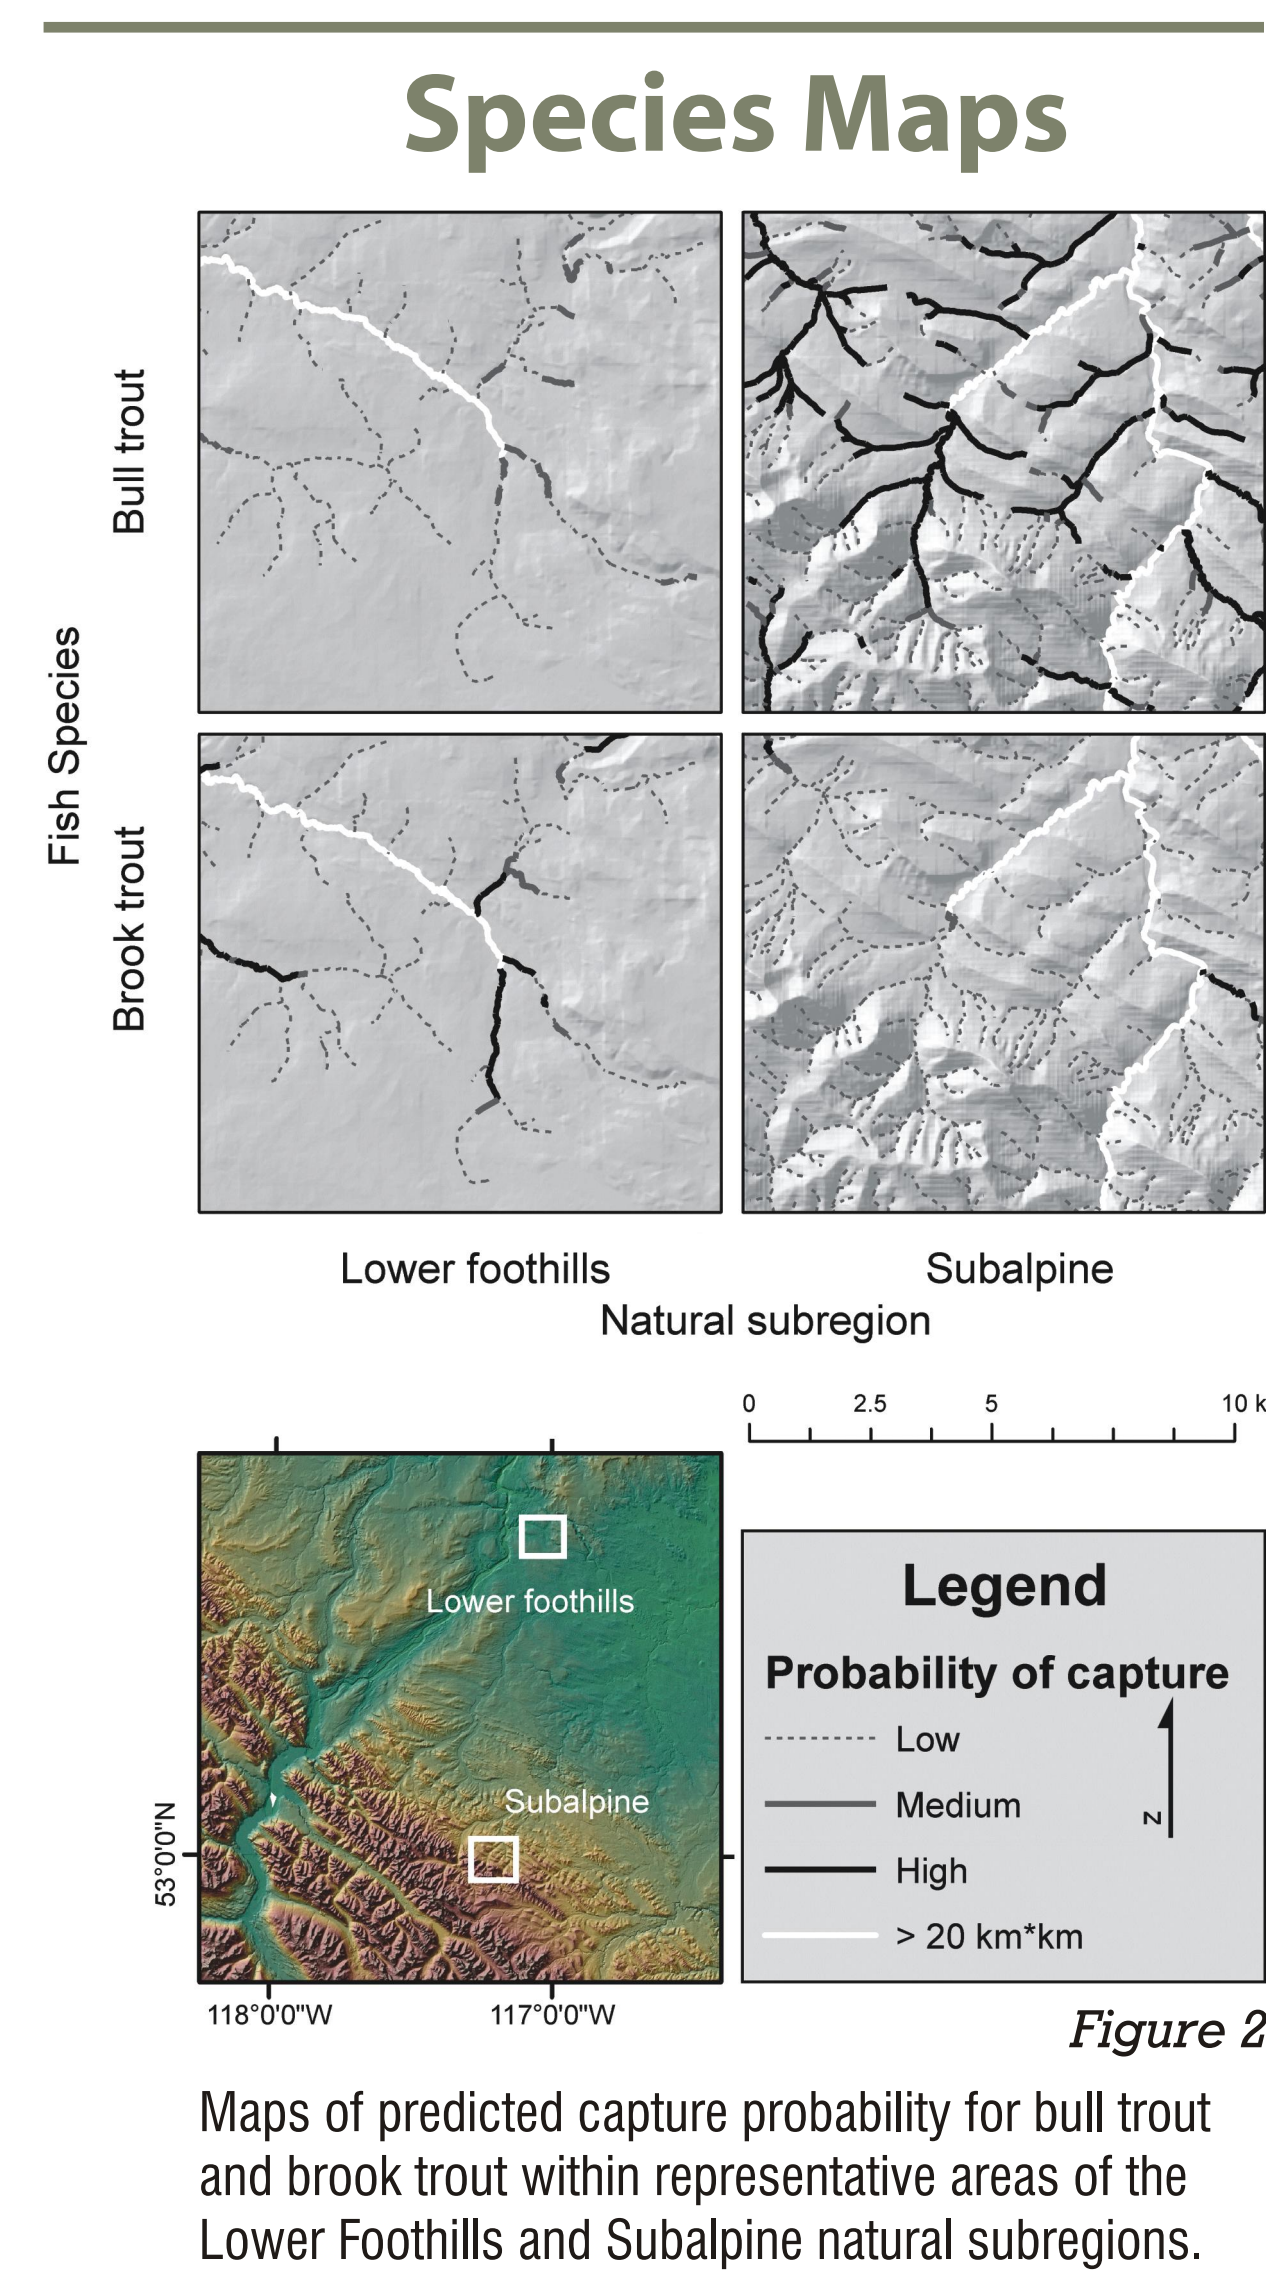 Species Maps
Fish Species
Bull trout
Brook trout
Lower foothills
Subalpine
Natural subregion
0 2.5 5 10 k
Lower foothills
Subalpine
53°0'0"N
118°0'0"W
117°0'0"W
Legend
Probability of capture
Low
Medium
High
> 20 km*km
N
Figure 2
Maps of predicted capture probability for bull trout
and brook trout within representative areas of the
Lower Foothills and Subalpine natural subregions.